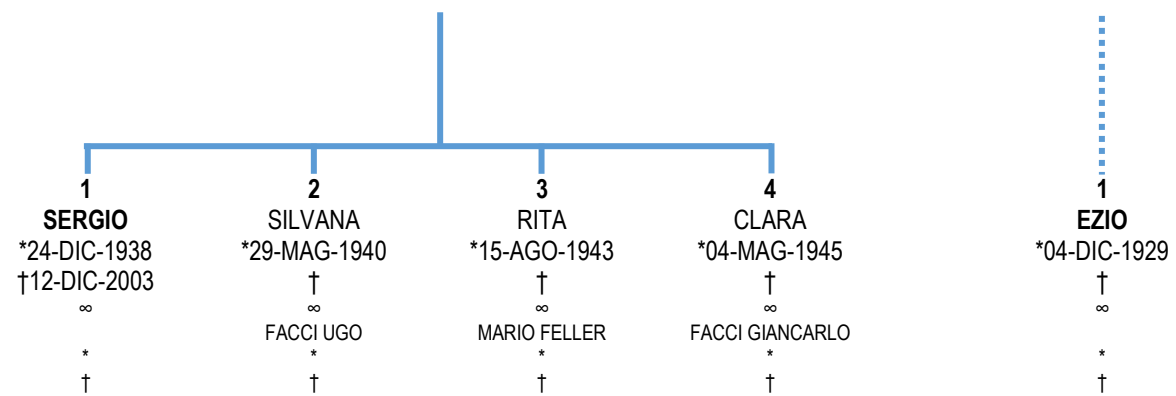 1 2 3 4 1
SERGIO SILVANA RITA CLARA EZIO
*24-DIC-1938 *29-MAG-1940 *15-AGO-1943 *04-MAG-1945 *04-DIC-1929
†12-DIC-2003 † † † †
∞ ∞ ∞ ∞ ∞
FACCI UGO MARIO FELLER FACCI GIANCARLO
* * * * *
† † † † †